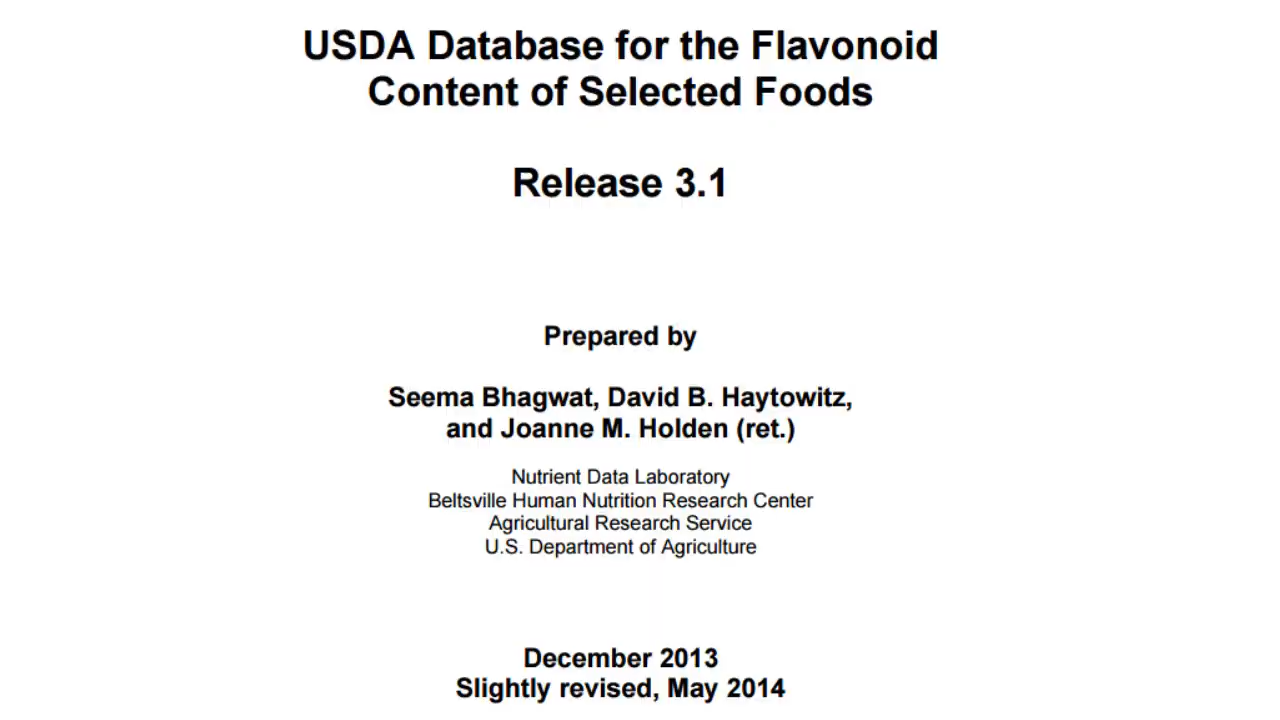 USDA Database for the Flavonoid
Content of Selected Foods
Release 3.1
Prepared by
Seema Bhagwat, David B. Haytowitz,
and Joanne M. Holden (ret.)
Nutrient Data Laboratory
Beltsville Human Nutrition Research Center
Agricultural Research Service
U.S. Department of Agriculture
December 2013
Slightly revised, May 2014